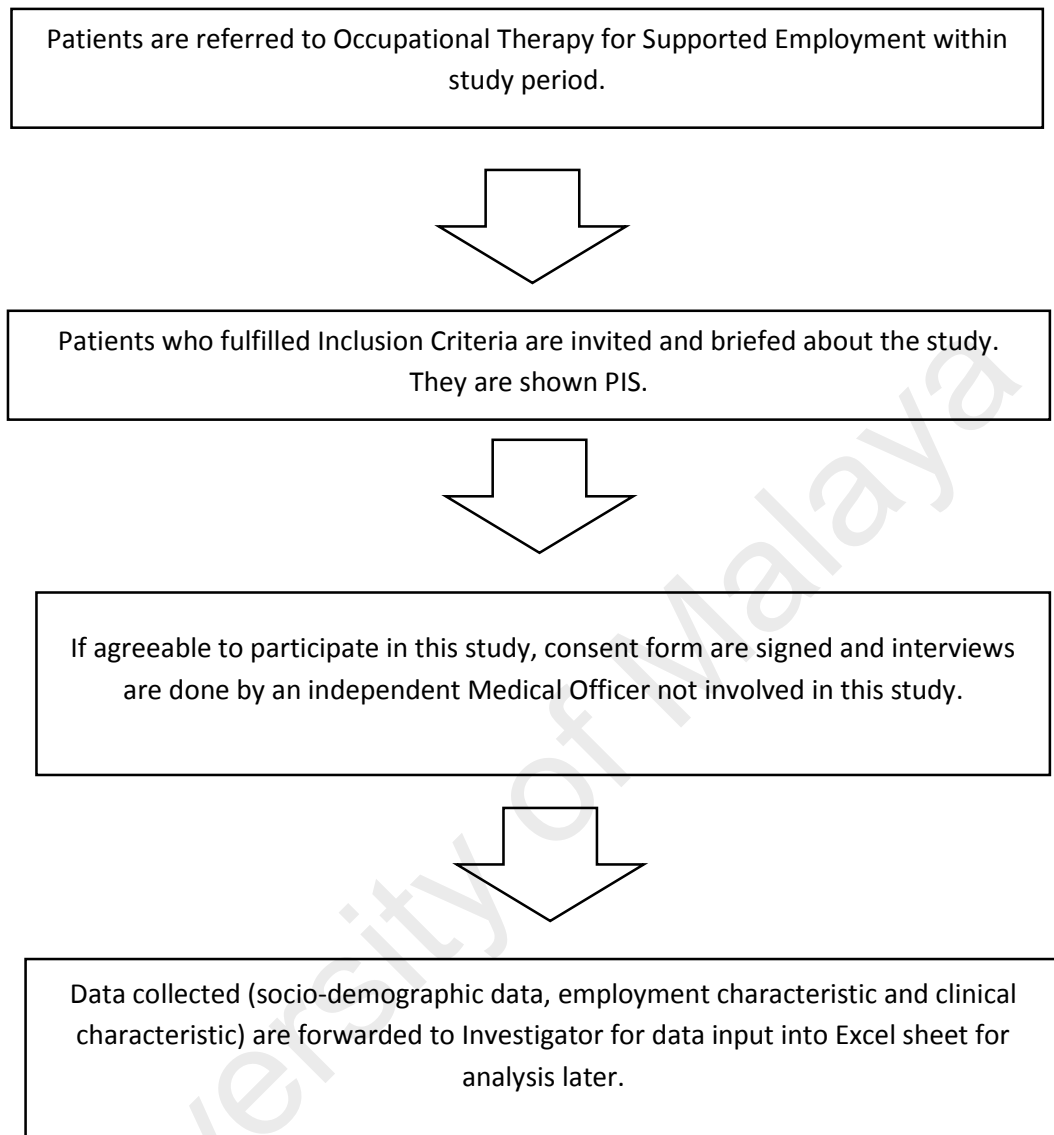 Patients are referred to Occupational Therapy for Supported Employment within
study period.
Patients who fulfilled Inclusion Criteria are invited and briefed about the study.
They are shown PIS.
If agreeable to participate in this study, consent form are signed and interviews
are done by an independent Medical Officer not involved in this study.
Data collected (socio-demographic data, employment characteristic and clinical
characteristic) are forwarded to Investigator for data input into Excel sheet for
analysis later.
versity of Malaya